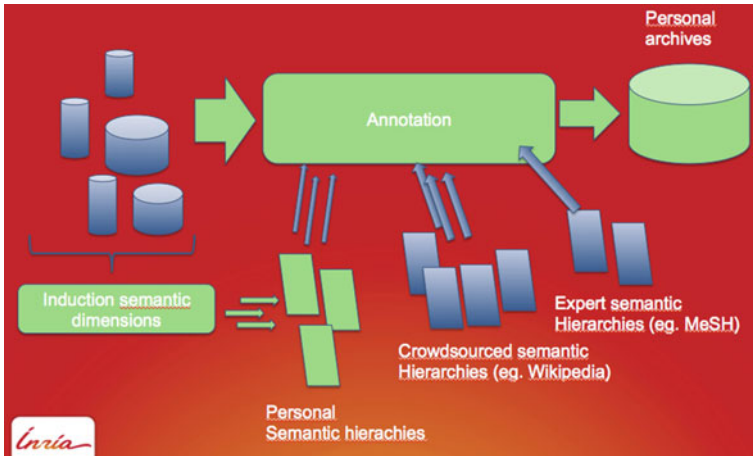 Personal
archives
Annotation
Induction semantic
dimensions
Expert semantic
Hierarchies (eg. MeSH)
Crowdsourced semantic
Hierarchies (eg. Wikipedia)
Personal
Semantic hierachies
Inria